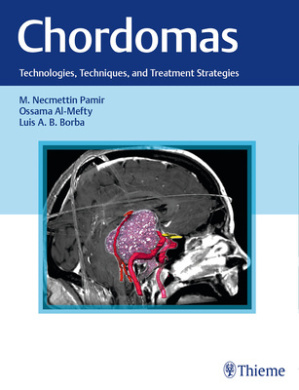 Chordomas
Technologies, Techniques, and Treatment Strategies
M. Necmettin Pamir
Ossama Al-Mefty
Luis A. B. Borba
Thieme